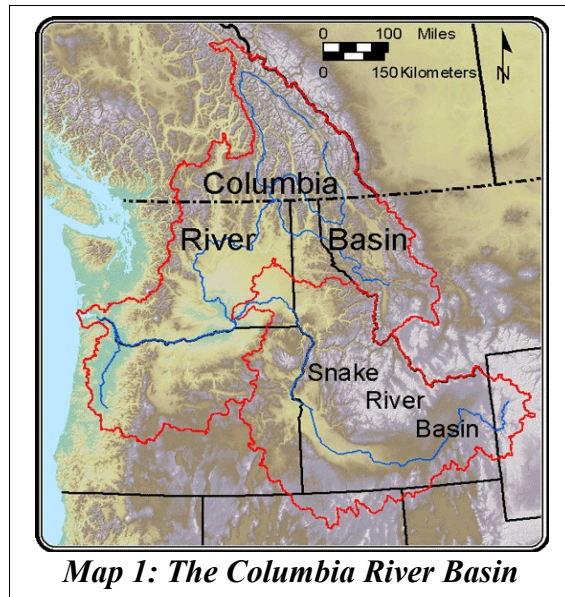 0 100 Miles
0 150 Kilometers
N
Columbia
River Basin
Snake
River
Basin
Map 1: The Columbia River Basin